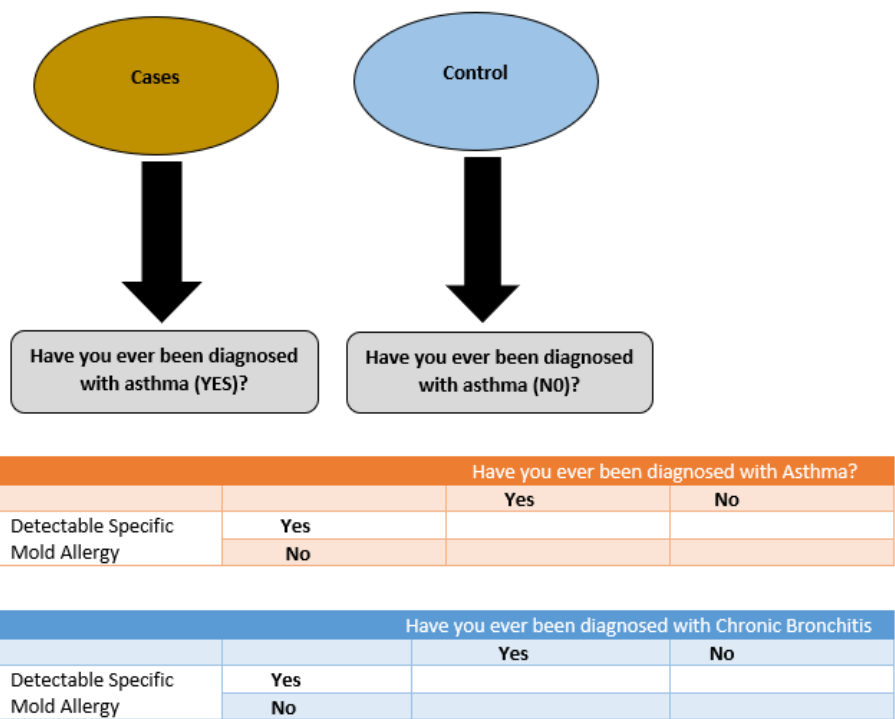 Cases
Control
Have you ever been diagnosed
with asthma (YES)?
Have you ever been diagnosed
with asthma (N0)?
Have you ever been diagnosed with Asthma?
Yes No
Detectable Specific Yes
Mold Allergy No
Have you ever been diagnosed with Chronic Bronchitis
Yes No
Detectable Specific Yes
Mold Allergy No